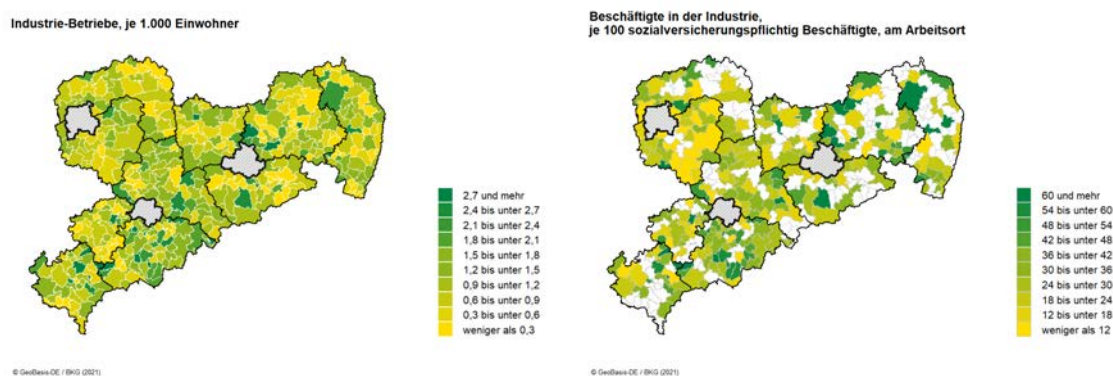 Industrie-Betriebe, je 1.000 Einwohner
2,7 und mehr
2,4 bis unter 2,7
2,1 bis unter 2,4
1,8 bis unter 2,1
1,5 bis unter 1,8
1,2 bis unter 1,5
0,9 bis unter 1,2
0,6 bis unter 0,9
0,3 bis unter 0,6
weniger als 0,3
© GeoBasis-DE / BKG (2021)
Beschäftigte in der Industrie,
je 100 sozialversicherungspflichtig Beschäftigte, am Arbeitsort
60 und mehr
54 bis unter 60
48 bis unter 54
42 bis unter 48
36 bis unter 42
30 bis unter 36
24 bis unter 30
18 bis unter 24
12 bis unter 18
weniger als 12
© GeoBasis-DE / BKG (2021)